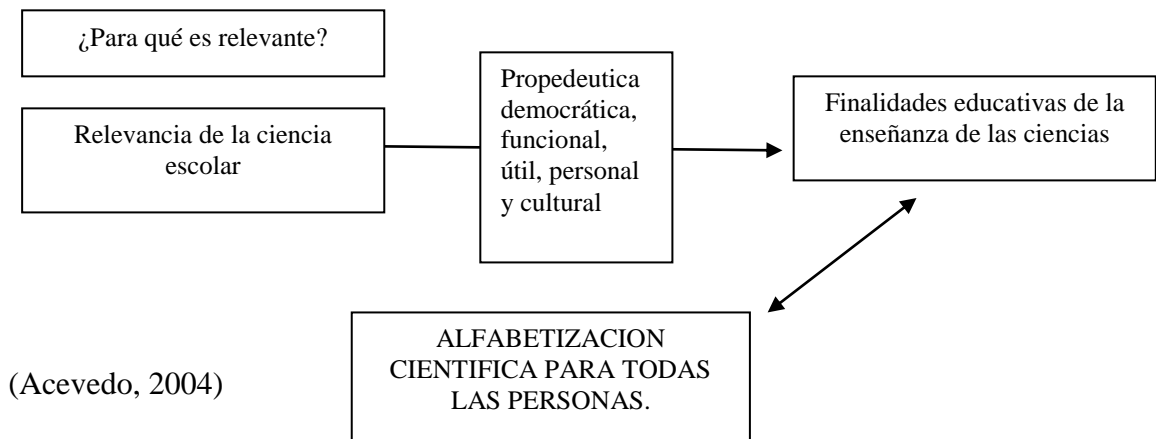 ¿Para qué es relevante?
Relevancia de la ciencia
escolar
Propedeutica
democrática,
funcional,
útil, personal
y cultural
Finalidades educativas de la
enseñanza de las ciencias
ALFABETIZACION
CIENTIFICA PARA TODAS
LAS PERSONAS.
(Acevedo, 2004)